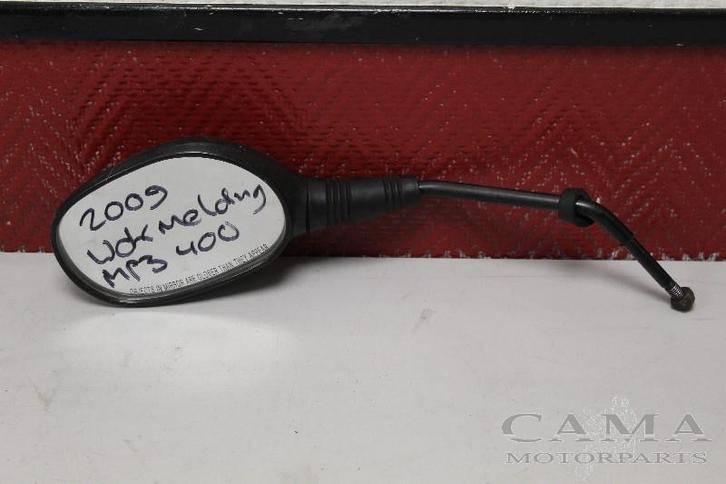 2009
WOK Melding
MP3 400
OBJECTS IN MIRROR ARE CLOSER THAN THEY APPEAR
CAMA
MOTORPARTS